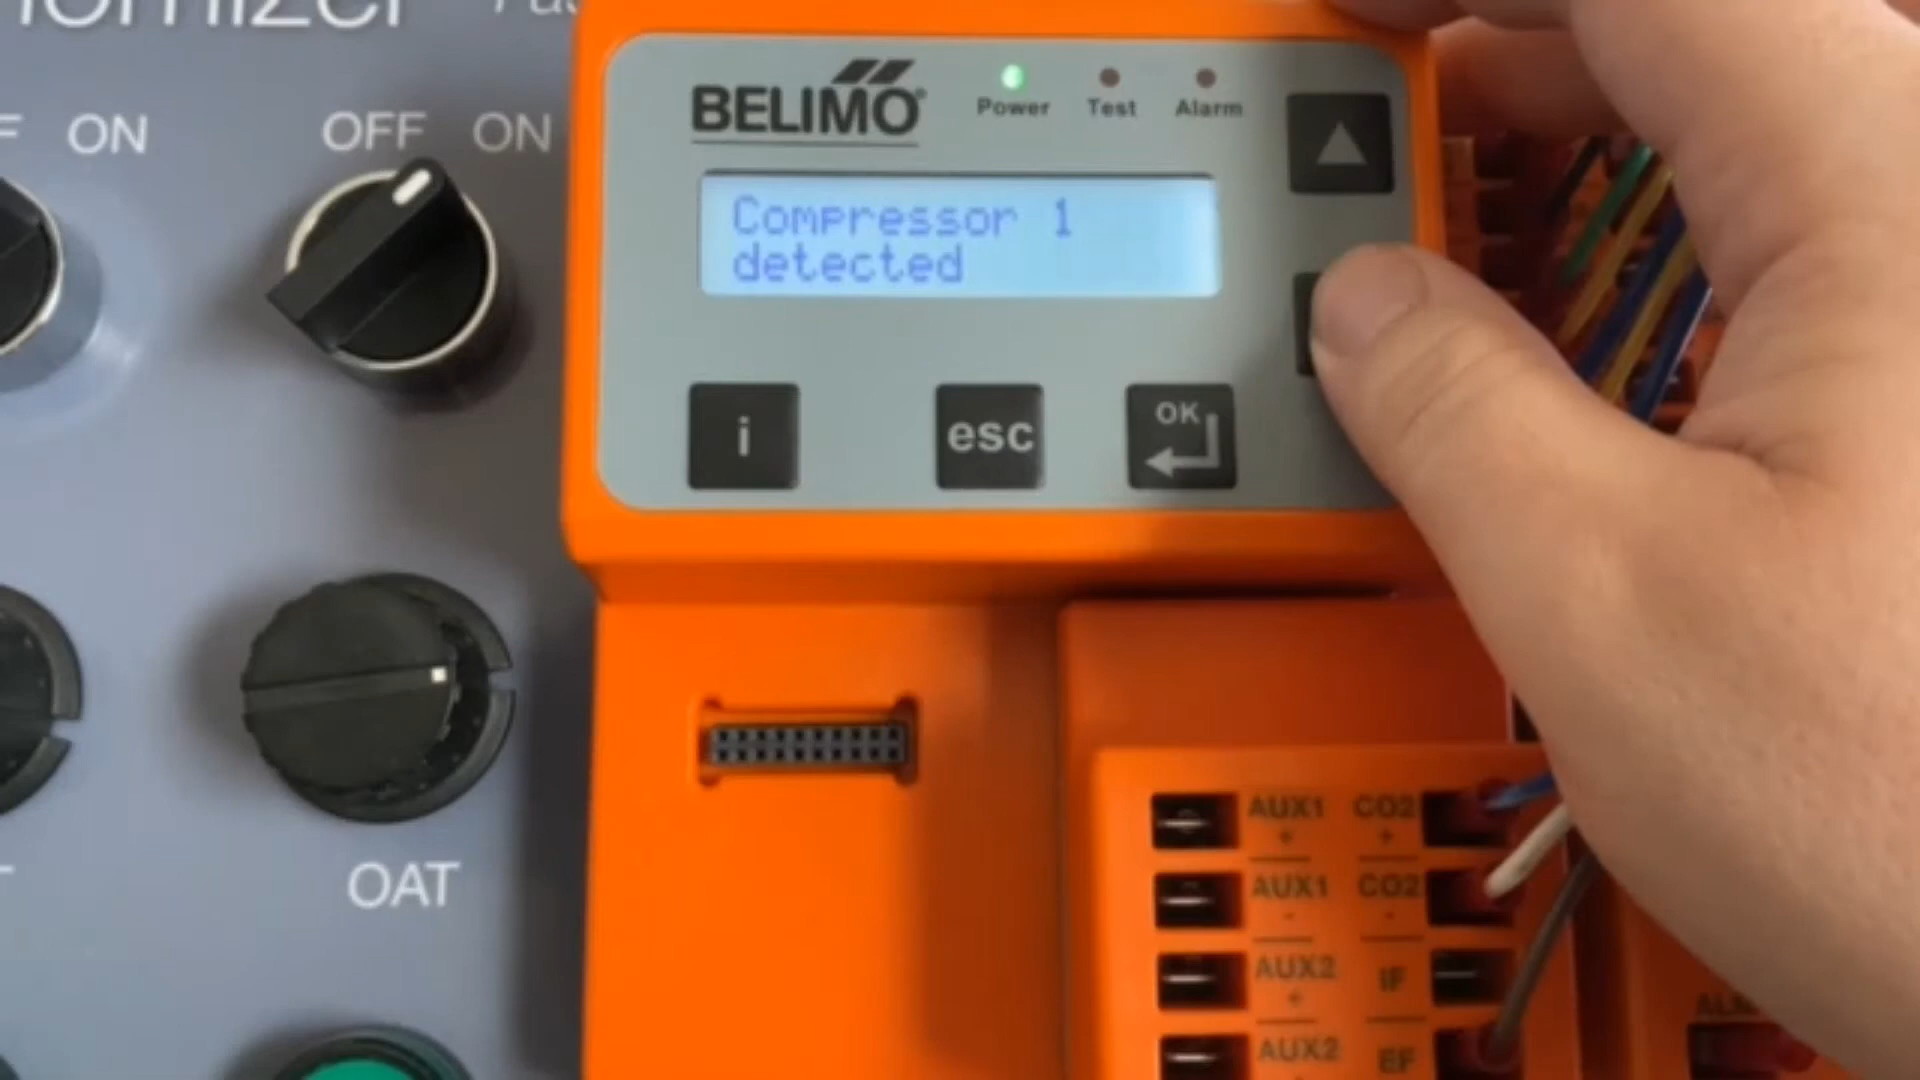 ON
OFF ON
BELIMO
Power Test Alarm
Compressor 1
detected
i
esc
OK
OAT
AUX1 CO2
+ +
AUX1 CO2
- -
AUX2 IF
+
AUX2 EF
-